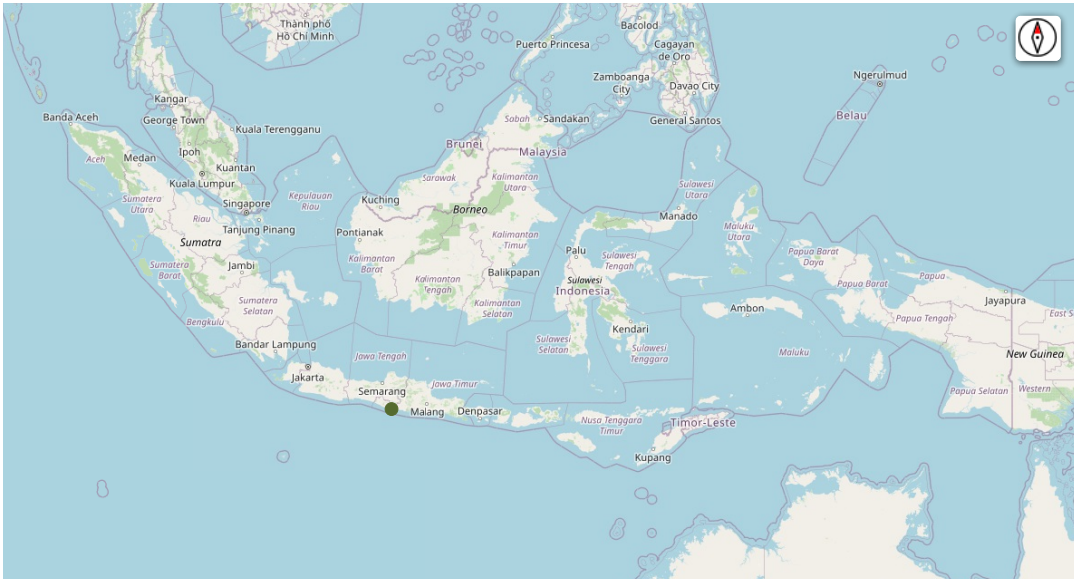 Thành phố
Hồ Chí Minh
Bacolod
Puerto Princesa
Cagayan
de Oro
Zamboanga
City
Davao City
Ngerulmud
Kangar
Banda Aceh
George Town
Kuala Terengganu
General Santos
Belau
Sabah
Sandakan
Brunei
Malaysia
Ipoh
Aceh
Medan
Kuantan
Kuala Lumpur
Sarawak
Kalimantan
Utara
Sulawesi
Utara
Sumatera
Utara
Kepulauan
Riau
Kuching
Singapore
Riau
Borneo
Manado
Tanjung Pinang
Pontianak
Maluku
Utara
Sumatra
Kalimantan
Timur
Palu
Sulawesi
Tengah
Papua Barat
Daya
Jambi
Sumatera
Barat
Kalimantan
Barat
Balikpapan
Kalimantan
Tengah
Sulawesi
Indonesia
Papua
Papua Barat
Sumatera
Selatan
Kalimantan
Selatan
Ambon
Jayapura
Bengkulu
Kendari
Papua Tengah
East S
Bandar Lampung
Sulawesi
Selatan
Sulawesi
Tenggara
Maluku
New Guinea
Jawa Tengah
Jakarta
Semarang
Jawa Timur
Papua Selatan
Western
Malang
Denpasar
Nusa Tenggara
Timur
Timor-Leste
Kupang